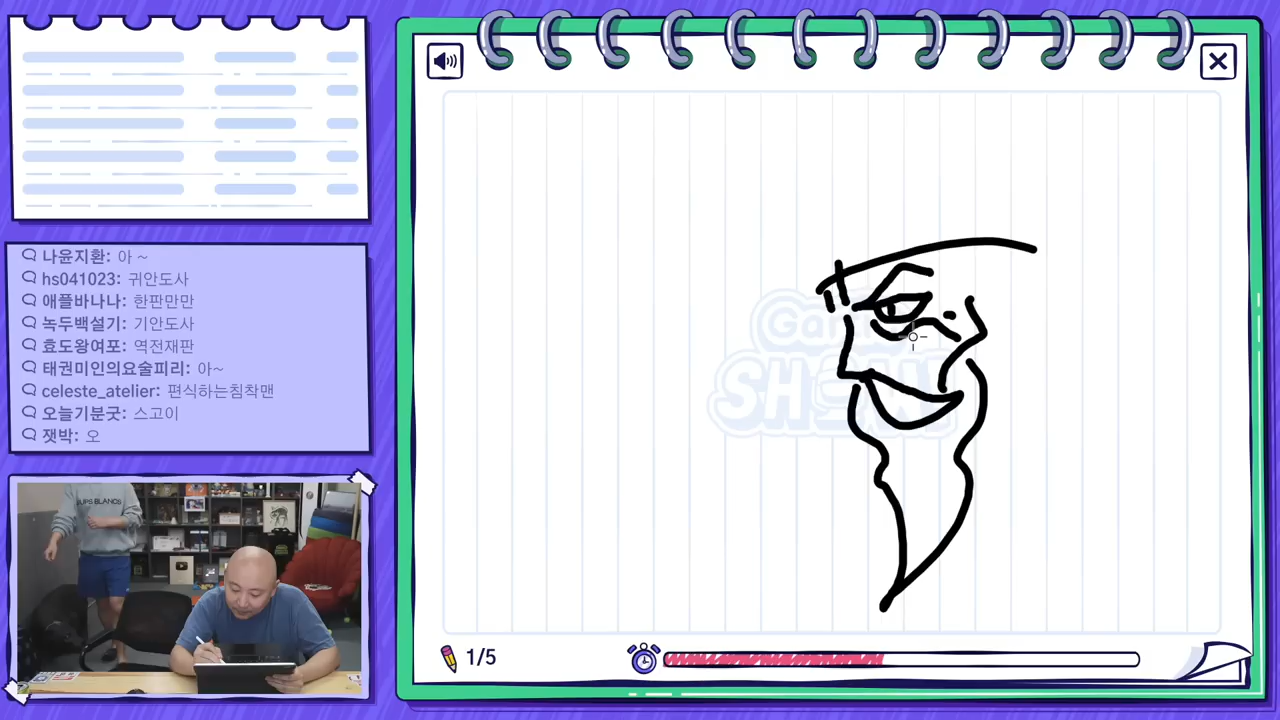 나윤지환: 아 ~
hs041023: 귀안도사
애플바나나: 한판만만
녹두백설기: 기안도사
효도왕여포: 역전재판
태권미인의요술피리: 아~
celeste_atelier: 편식하는침착맨
오늘기분굿: 스고이
잿박: 오
1/5